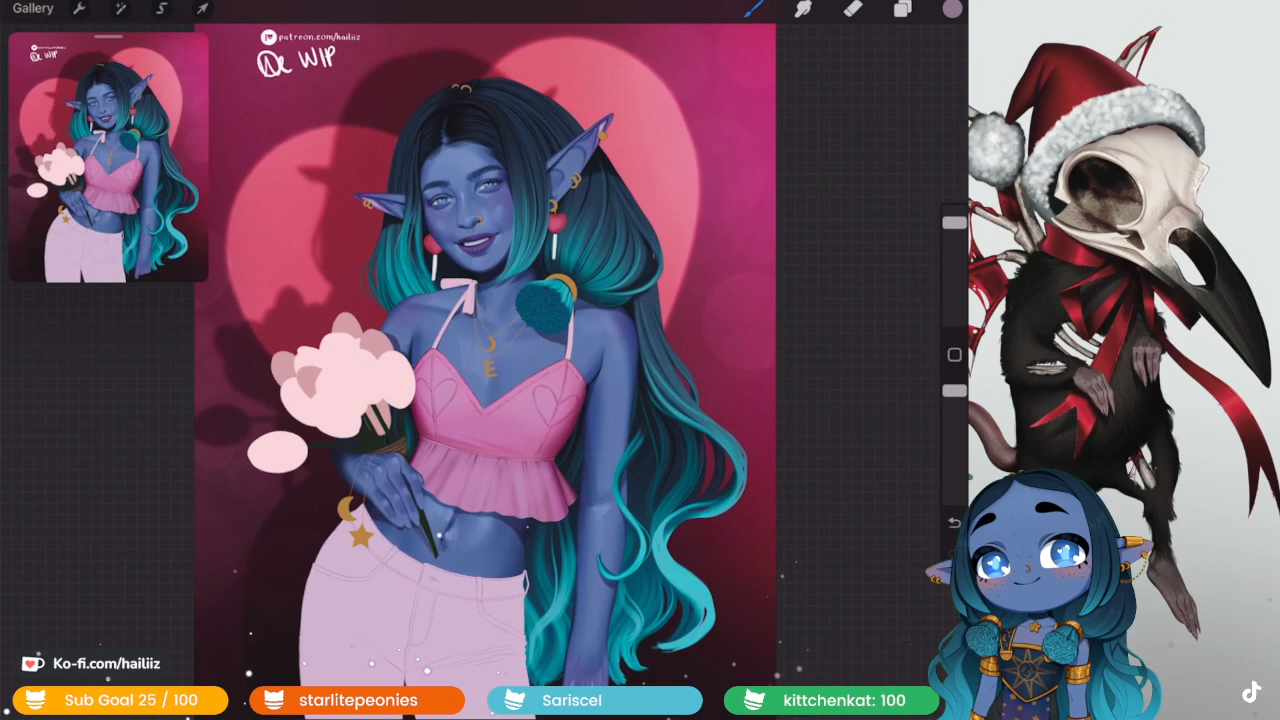 Gallery
patreon.com/hailiiz
WIP
E
Ko-fi.com/hailiiz
Sub Goal 25 / 100
starlitepeonies
Sariscel
kittchenkat: 100